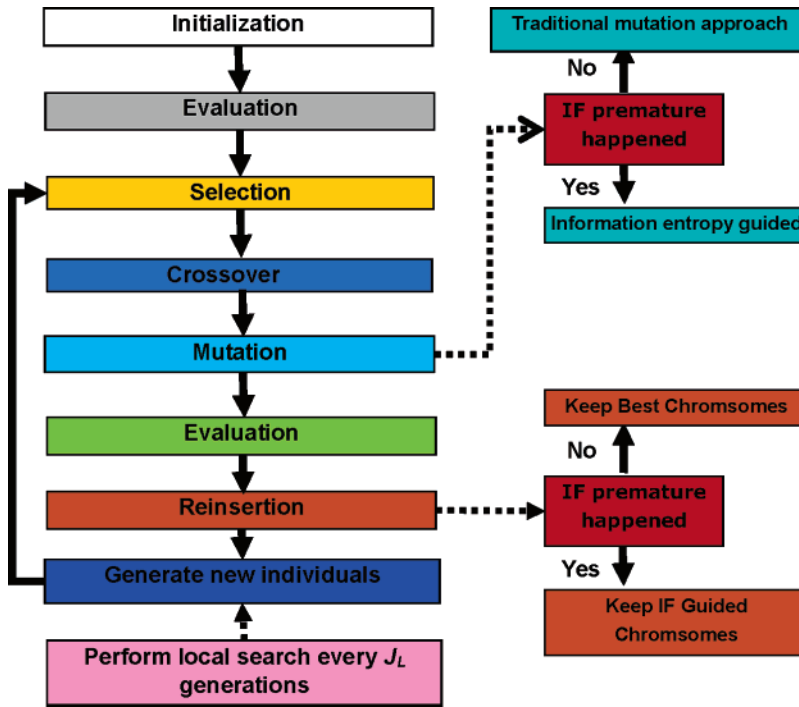 Initialization
Evaluation
Selection
Crossover
Mutation
Evaluation
Reinsertion
Generate new individuals
Perform local search every J_L
generations
Traditional mutation approach
No
IF premature
happened
Yes
Information entropy guided
Keep Best Chromsomes
No
IF premature
happened
Yes
Keep IF Guided
Chromsomes